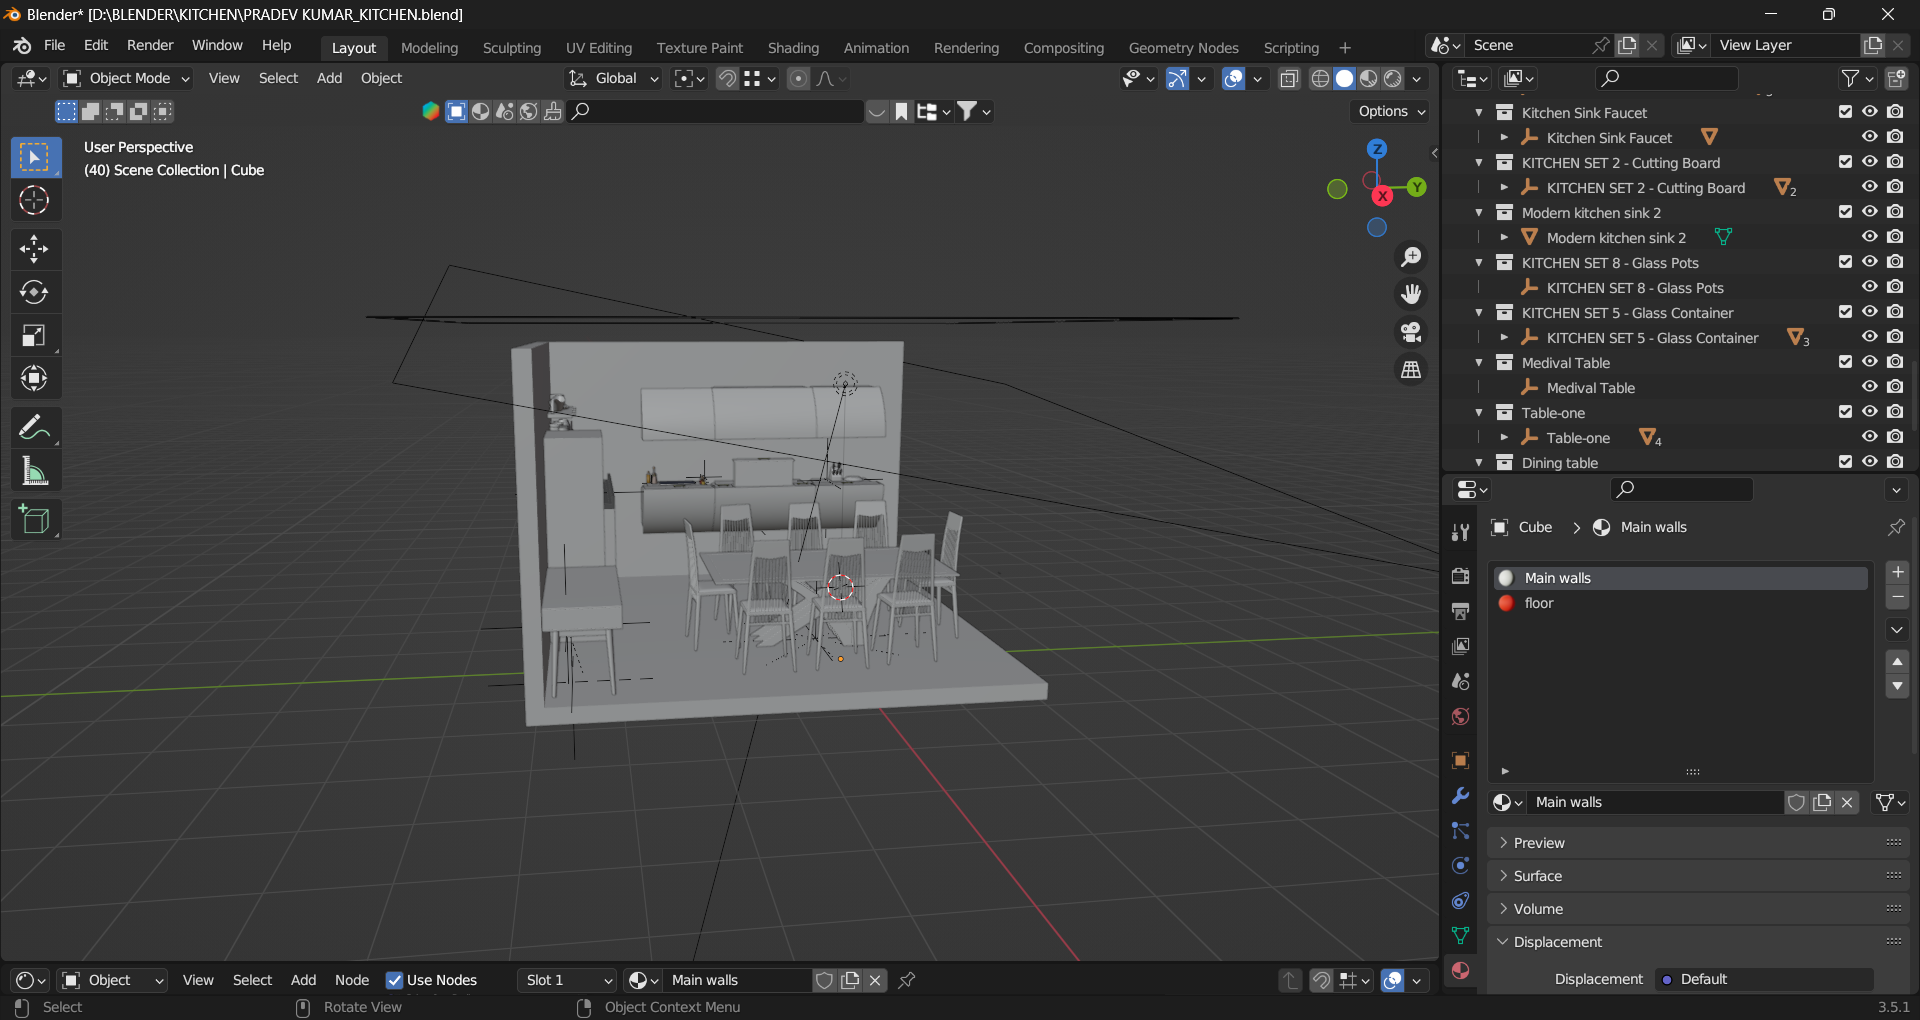 Blender* [D:\BLENDER\KITCHEN\PRADEV KUMAR_KITCHEN.blend]
File Edit Render Window Help Layout Modeling Sculpting UV Editing Texture Paint Shading Animation Rendering Compositing Geometry Nodes Scripting + Scene View Layer
Object Mode View Select Add Object Global
Options
User Perspective
(40) Scene Collection | Cube
Z
Y
X
Kitchen Sink Faucet
Kitchen Sink Faucet
KITCHEN SET 2 - Cutting Board
KITCHEN SET 2 - Cutting Board 2
Modern kitchen sink 2
Modern kitchen sink 2
KITCHEN SET 8 - Glass Pots
KITCHEN SET 8 - Glass Pots
KITCHEN SET 5 - Glass Container
KITCHEN SET 5 - Glass Container 3
Medival Table
Medival Table
Table-one
Table-one 4
Dining table
Cube > Main walls
Main walls
floor
Main walls
Preview
Surface
Volume
Displacement
Displacement Default
Object View Select Add Node Use Nodes Slot 1 Main walls
Select Rotate View Object Context Menu 3.5.1